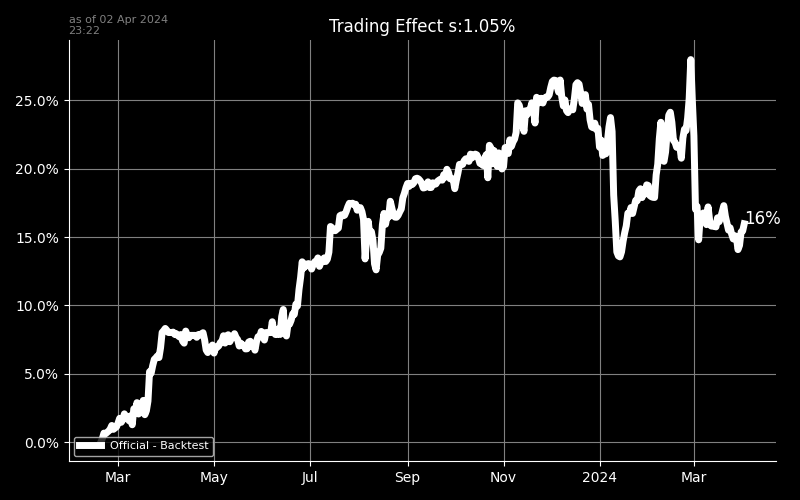 as of 02 Apr 2024
23:22
Trading Effect s:1.05%
25.0%
20.0%
15.0%
10.0%
5.0%
0.0%
16%
Official - Backtest
Mar May Jul Sep Nov 2024 Mar